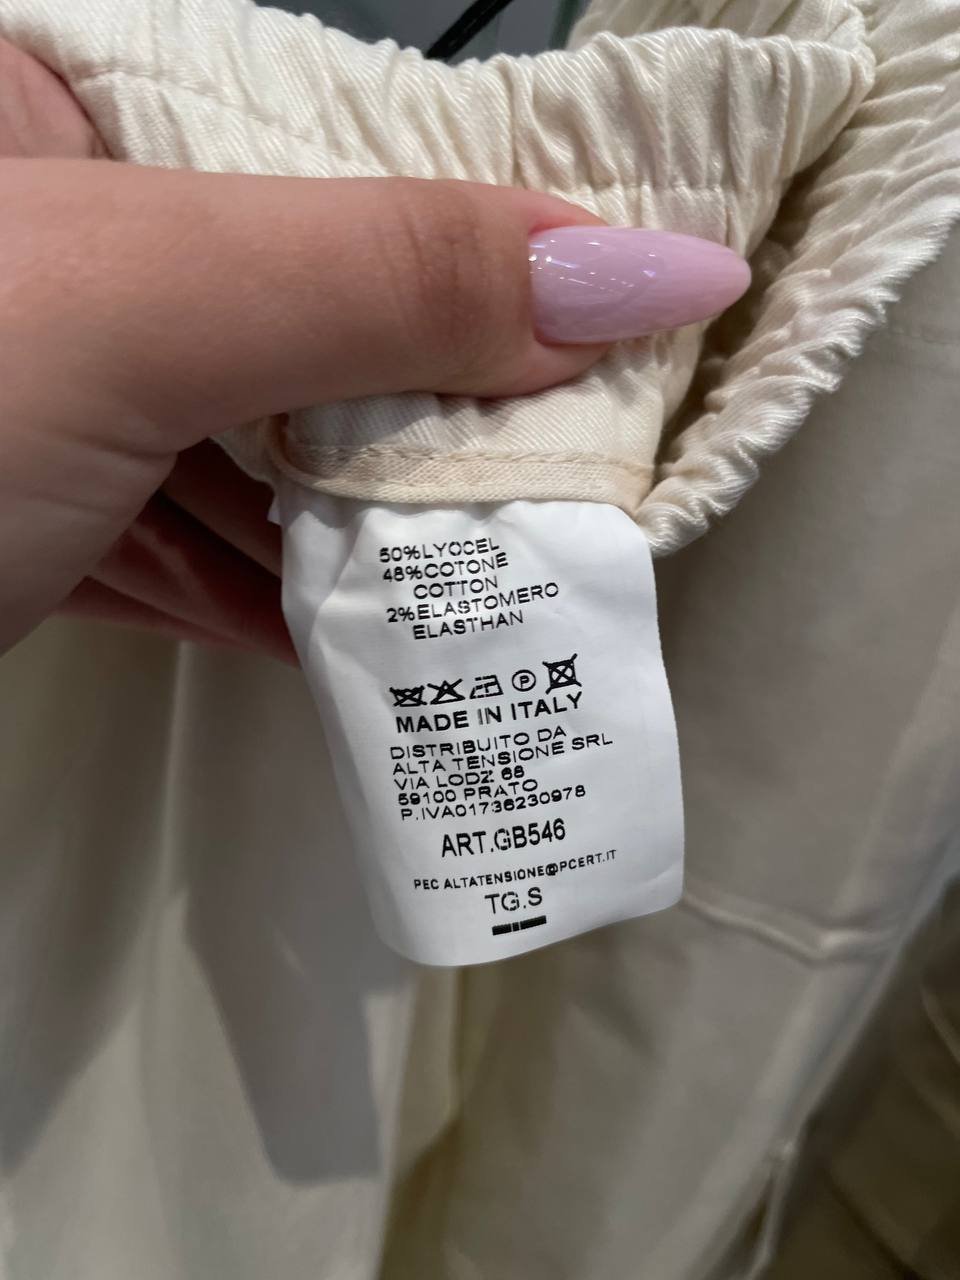 50%LYOCEL
48%COTONE
COTTON
2%ELASTOMERO
ELASTHAN
P
MADE IN ITALY
DISTRIBUITO DA
ALTA TENSIONE SRL
VIA LODZ 68
59100 PRATO
P.IVA01736230978
ART.GB546
PEC ALTATENSIONE@PCERT.IT
TG.S